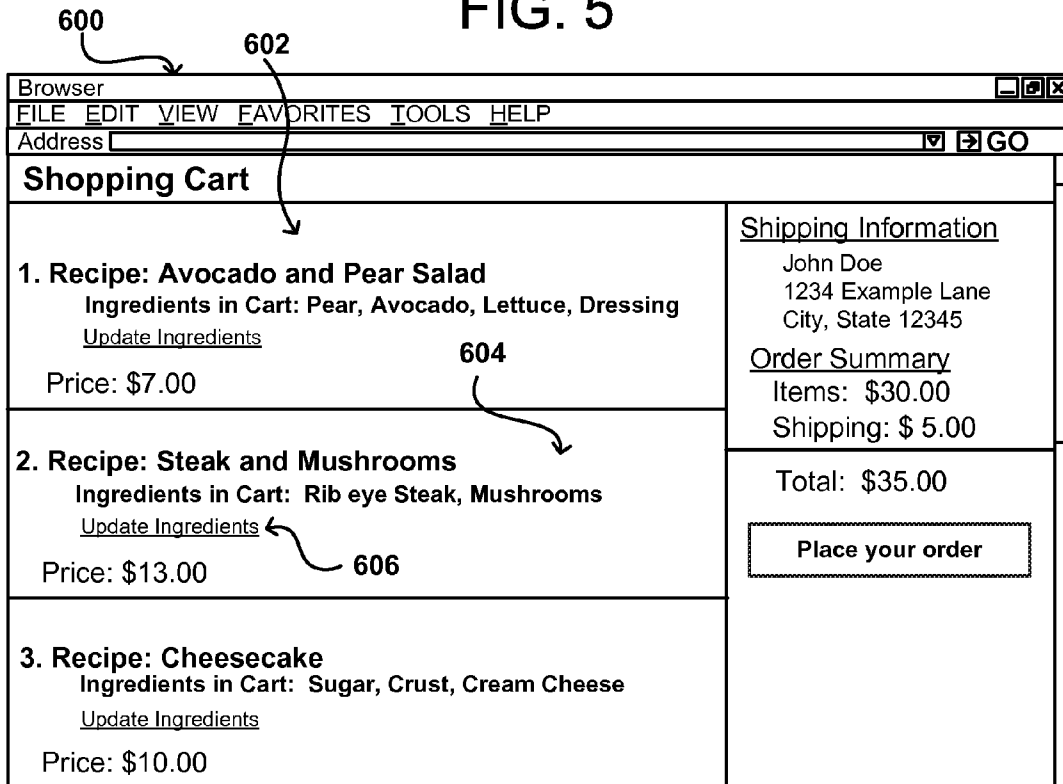 FIG. 5
600
602
Browser
FILE EDIT VIEW FAVORITES TOOLS HELP
Address GO
Shopping Cart
1. Recipe: Avocado and Pear Salad
Ingredients in Cart: Pear, Avocado, Lettuce, Dressing
Update Ingredients
604
Price: $7.00
2. Recipe: Steak and Mushrooms
Ingredients in Cart: Rib eye Steak, Mushrooms
Update Ingredients
606
Price: $13.00
3. Recipe: Cheesecake
Ingredients in Cart: Sugar, Crust, Cream Cheese
Update Ingredients
Price: $10.00
Shipping Information
John Doe
1234 Example Lane
City, State 12345
Order Summary
Items: $30.00
Shipping: $ 5.00
Total: $35.00
Place your order